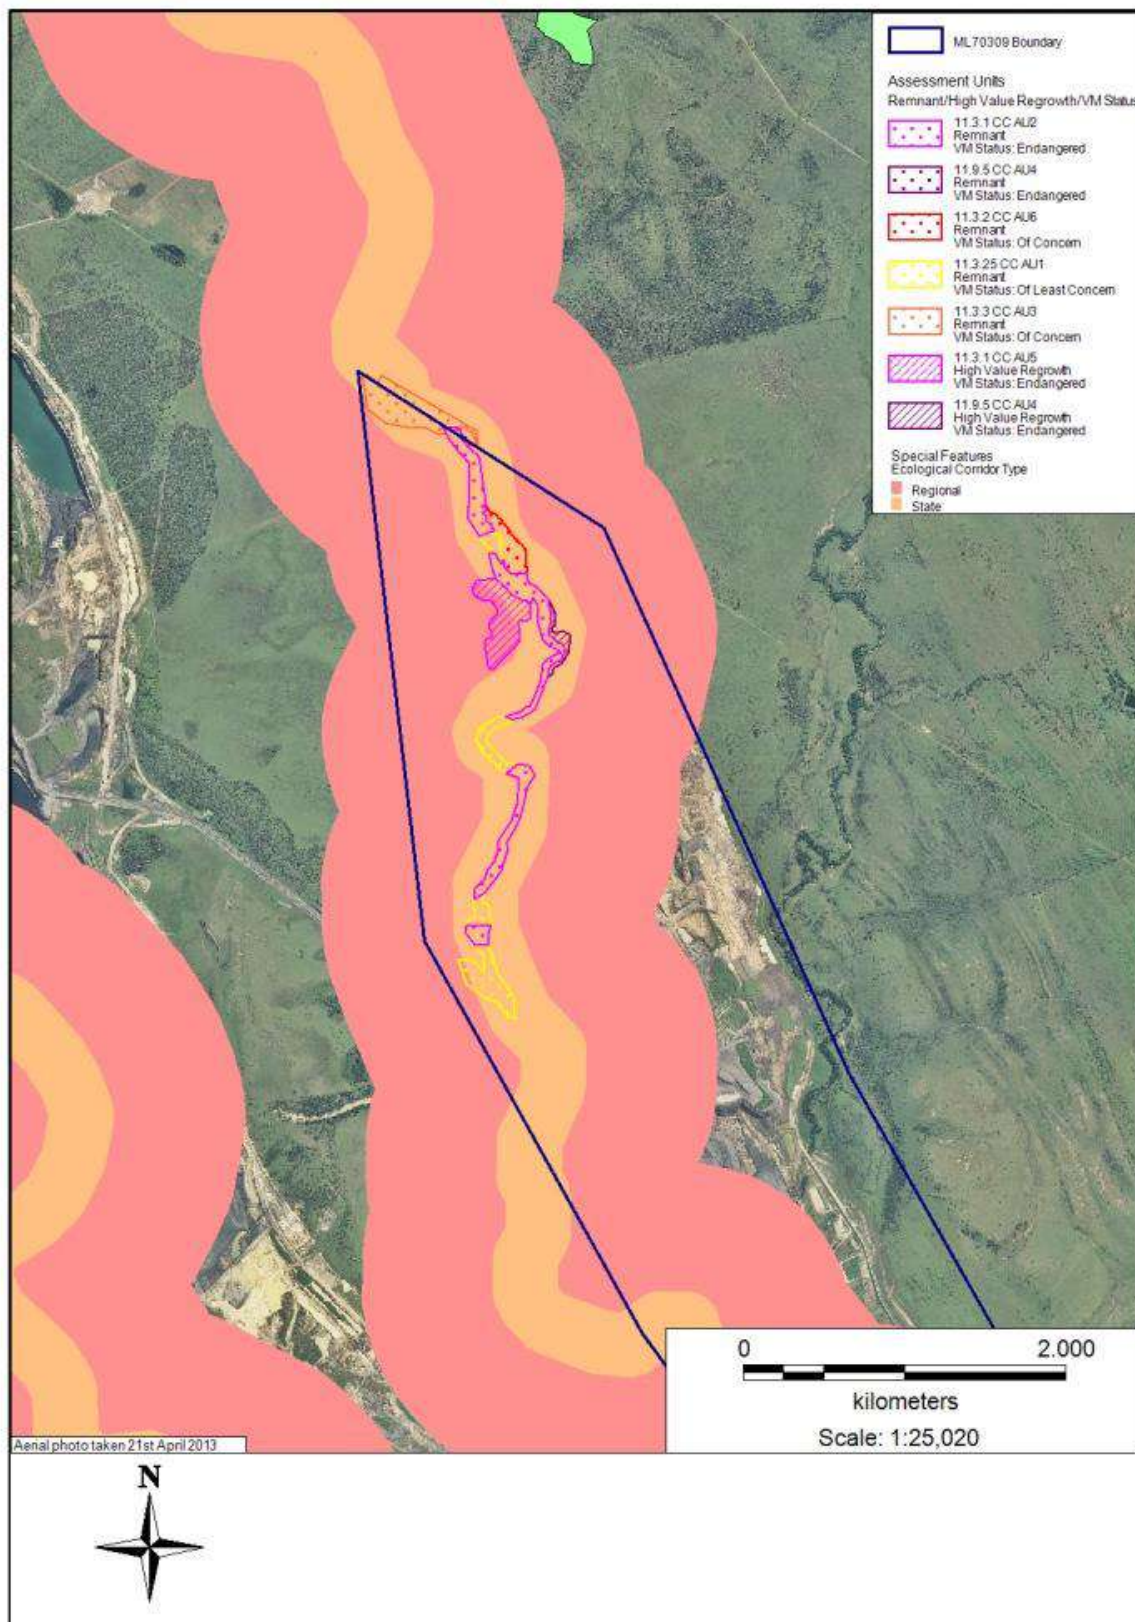 ML70309 Boundary
Assessment Units
Remnant/High Value Regrowth/VM Status
11.3.1 CC AU2
Remnant
VM Status: Endangered
11.9.5 CC AU4
Remnant
VM Status: Endangered
11.3.2 CC AU6
Remnant
VM Status: Of Concern
11.3.25 CC AU1
Remnant
VM Status: Of Least Concern
11.3.3 CC AU3
Remnant
VM Status: Of Concern
11.3.1 CC AU5
High Value Regrowth
VM Status: Endangered
11.9.5 CC AU4
High Value Regrowth
VM Status: Endangered
Special Features
Ecological Corridor Type
Regional
State
0 2.000
kilometers
Scale: 1:25,020
Aerial photo taken 21st April 2013
N